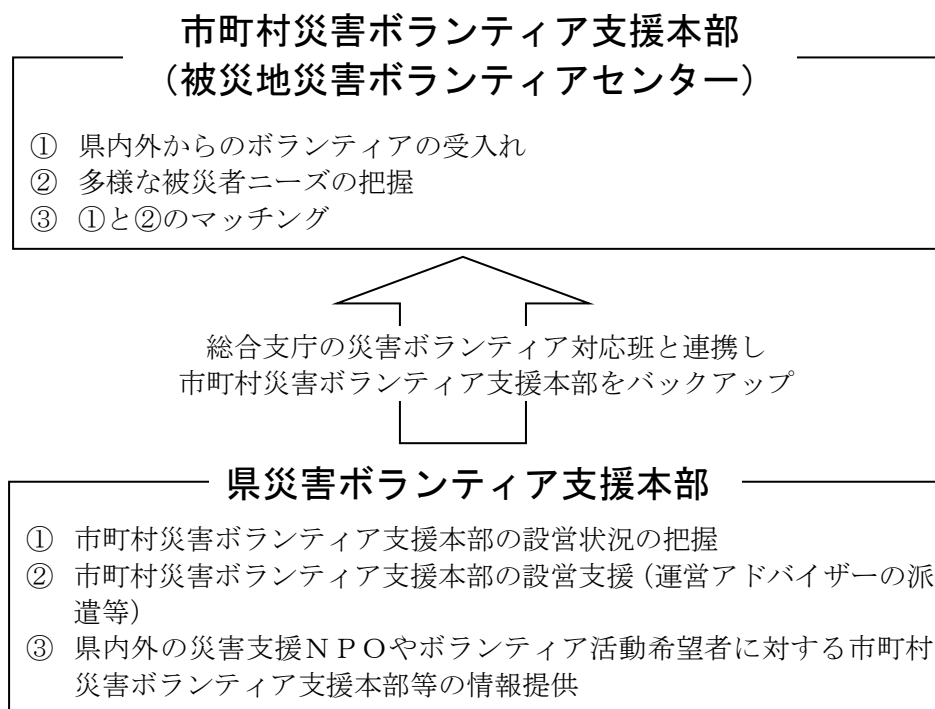 市町村災害ボランティア支援本部
（被災地災害ボランティアセンター）
① 県内外からのボランティアの受入れ
② 多様な被災者ニーズの把握
③ ①と②のマッチング
総合支庁の災害ボランティア対応班と連携し
市町村災害ボランティア支援本部をバックアップ
県災害ボランティア支援本部
① 市町村災害ボランティア支援本部の設営状況の把握
② 市町村災害ボランティア支援本部の設営支援（運営アドバイザーの派
遣等）
③ 県内外の災害支援ＮＰＯやボランティア活動希望者に対する市町村
災害ボランティア支援本部等の情報提供